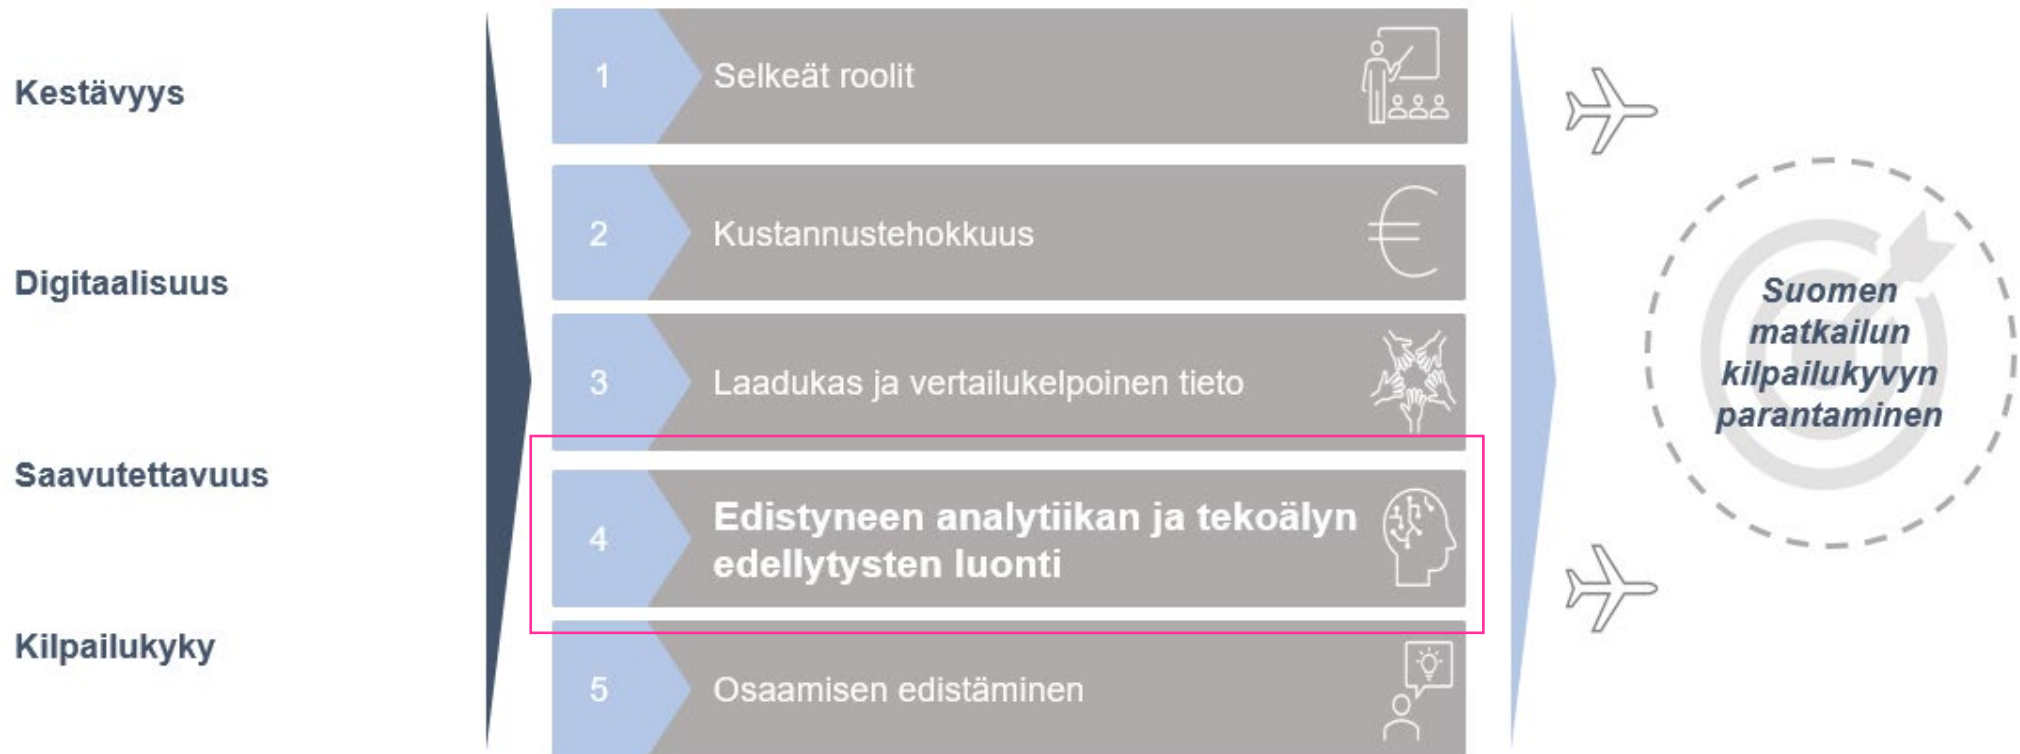 Kestävyys
Digitaalisuus
Saavutettavuus
Kilpailukyky
1
Selkeät roolit
2
Kustannustehokkuus
3
Laadukas ja vertailukelpoinen tieto
4
Edistyneen analytiikan ja tekoälyn
edellytysten luonti
5
Osaamisen edistäminen
Suomen
matkailun
kilpailukyvyn
parantaminen